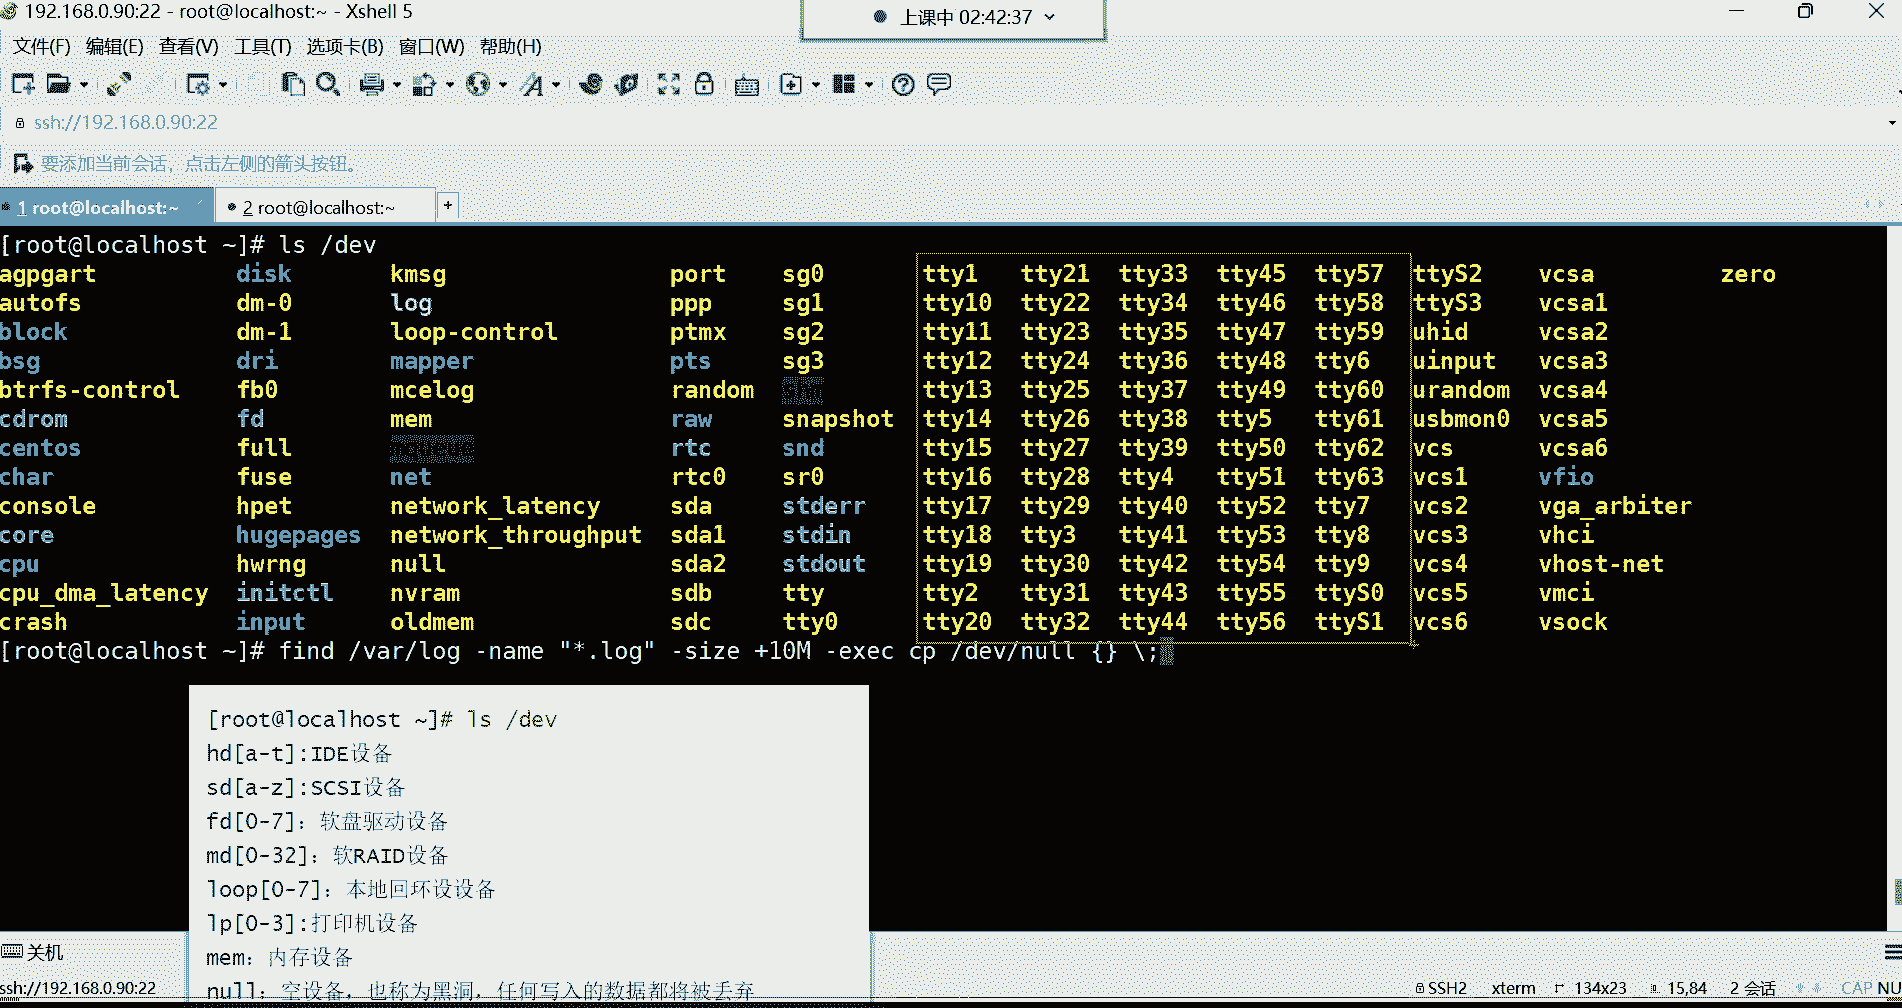 192.168.0.90:22 - root@localhost:~ - Xshell 5
上课中 02:42:37
文件(F) 编辑(E) 查看(V) 工具(T) 选项卡(B) 窗口(W) 帮助(H)
ssh://192.168.0.90:22
要添加当前会话，点击左侧的箭头按钮。
1 root@localhost:~ 2 root@localhost:~ +
[root@localhost ~]# ls /dev
agpgart disk kmsg port sg0 tty1 tty21 tty33 tty45 tty57 ttyS2 vcsa zero
autofs dm-0 log ppp sg1 tty10 tty22 tty34 tty46 tty58 ttyS3 vcsa1
block dm-1 loop-control ptmx sg2 tty11 tty23 tty35 tty47 tty59 uhid vcsa2
bsg dri mapper pts sg3 tty12 tty24 tty36 tty48 tty6 uinput vcsa3
btrfs-control fb0 mcelog random tty13 tty25 tty37 tty49 tty60 urandom vcsa4
cdrom fd mem raw snapshot tty14 tty26 tty38 tty5 tty61 usbmon0 vcsa5
centos full rtc snd tty15 tty27 tty39 tty50 tty62 vcs vcsa6
char fuse net rtc0 sr0 tty16 tty28 tty4 tty51 tty63 vcs1 vfio
console hpet network_latency sda stderr tty17 tty29 tty40 tty52 tty7 vcs2 vga_arbiter
core hugepages network_throughput sda1 stdin tty18 tty3 tty41 tty53 tty8 vcs3 vhci
cpu hwrng null sda2 stdout tty19 tty30 tty42 tty54 tty9 vcs4 vhost-net
cpu_dma_latency initctl nvram sdb tty tty2 tty31 tty43 tty55 ttyS0 vcs5 vmci
crash input oldmem sdc tty0 tty20 tty32 tty44 tty56 ttyS1 vcs6 vsock
[root@localhost ~]# find /var/log -name "*.log" -size +10M -exec cp /dev/null {} \;
[root@localhost ~]# ls /dev
hd[a-t]:IDE设备
sd[a-z]:SCSI设备
fd[0-7]：软盘驱动设备
md[0-32]：软RAID设备
loop[0-7]：本地回环设设备
lp[0-3]:打印机设备
mem：内存设备
null：空设备，也称为黑洞，任何写入的数据都将被丢弃
关机
ssh://192.168.0.90:22 SSH2 xterm 134x23 15,84 2 会话 CAP NU